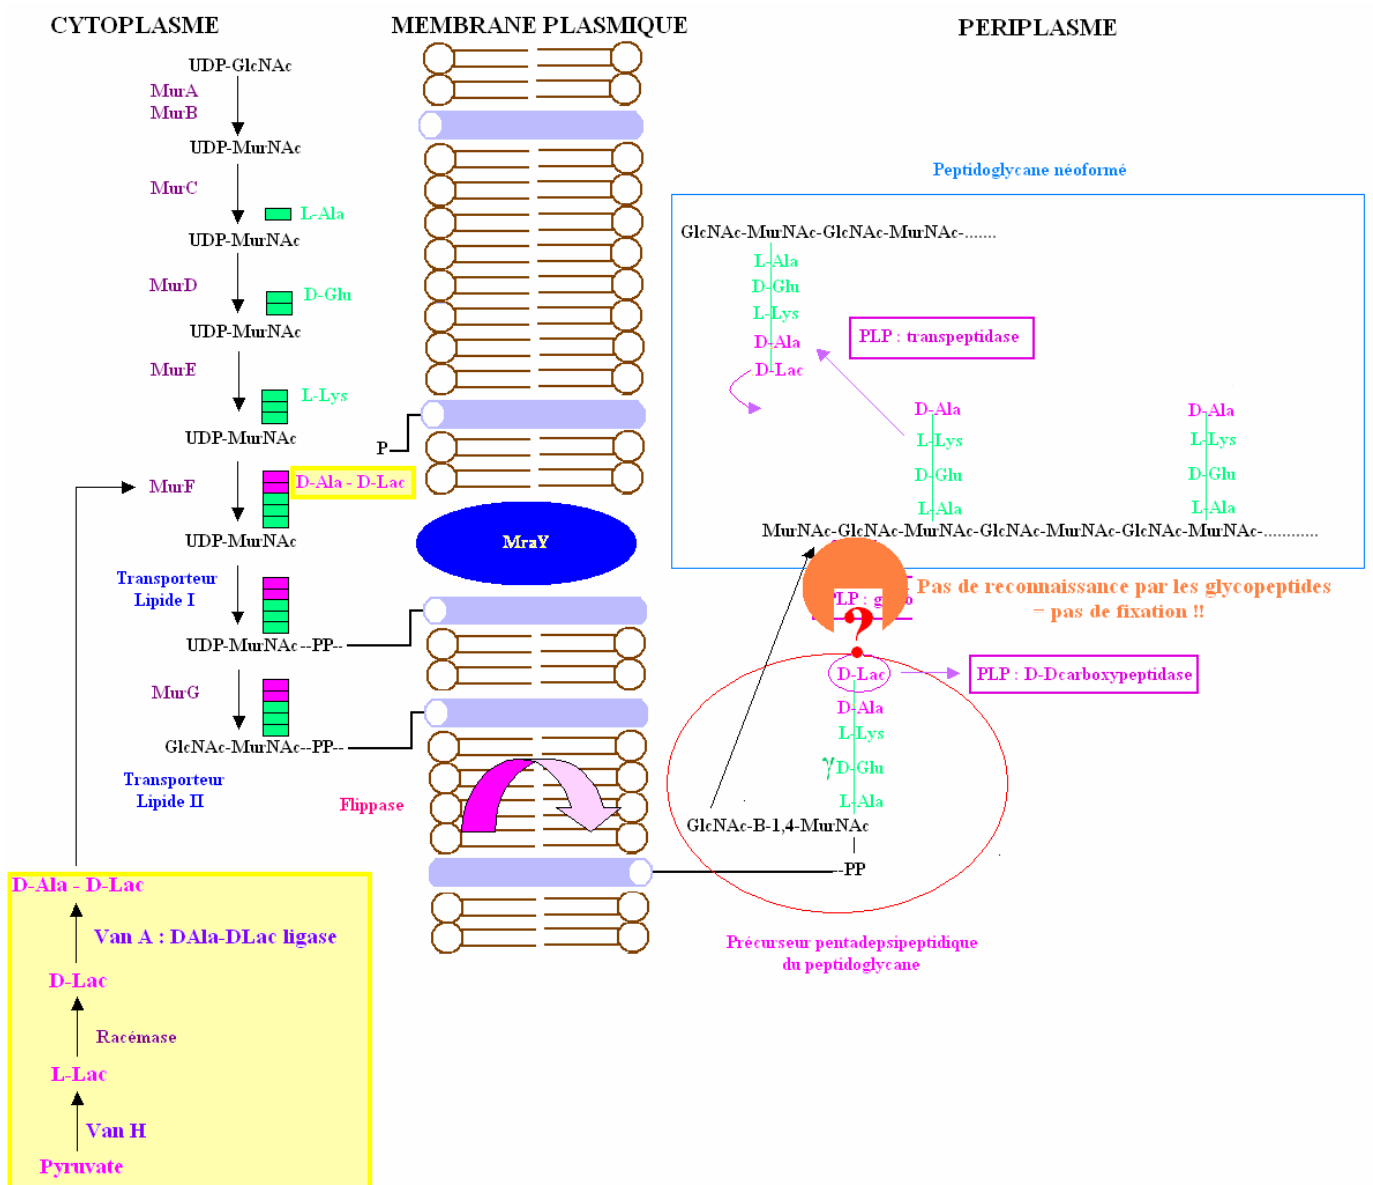 CYTOPLASME
MEMBRANE PLASMIQUE
PERIPLASME
UDP-GlcNAc
MurA
MurB
UDP-MurNAc
MurC
L-Ala
UDP-MurNAc
MurD
D-Glu
UDP-MurNAc
MurE
L-Lys
UDP-MurNAc
P
MurF
D-Ala - D-Lac
UDP-MurNAc
MraY
Transporteur
Lipide I
UDP-MurNAc--PP--
MurG
GlcNAc-MurNAc--PP--
Transporteur
Lipide II
Flippase
D-Ala - D-Lac
Van A : DAla-DLac ligase
D-Lac
Racémase
L-Lac
Van H
Pyruvate
Peptidoglycane néoformé
GlcNAc-MurNAc-GlcNAc-MurNAc-.......
L-Ala
D-Glu
L-Lys
D-Ala
D-Lac
PLP : transpeptidase
D-Ala
L-Lys
D-Glu
L-Ala
D-Ala
L-Lys
D-Glu
L-Ala
MurNAc-GlcNAc-MurNAc-GlcNAc-MurNAc-GlcNAc-MurNAc-............
Pas de reconnaissance par les glycopeptides
= pas de fixation !!
PLP :
?
D-Lac
PLP : D-Dcarboxypeptidase
D-Ala
L-Lys
γ D-Glu
L-Ala
GlcNAc-B-1,4-MurNAc
--PP
Précurseur pentadepsipeptidique
du peptidoglycane